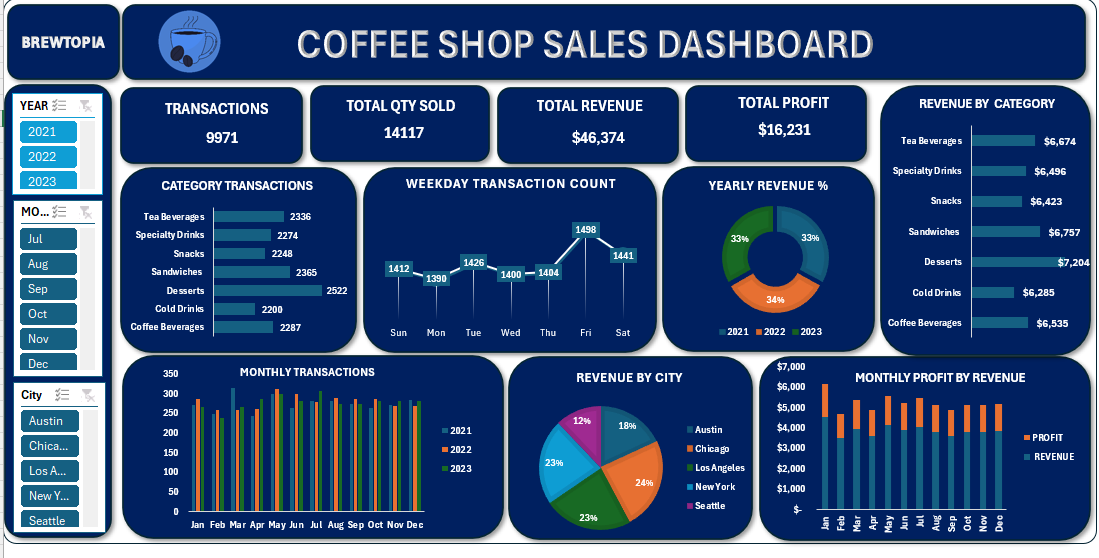 BREWTOPIA
COFFEE SHOP SALES DASHBOARD
YEAR
2021
2022
2023
MO...
Jul
Aug
Sep
Oct
Nov
Dec
City
Austin
Chica...
Los A...
New Y...
Seattle
TRANSACTIONS
9971
TOTAL QTY SOLD
14117
TOTAL REVENUE
$46,374
TOTAL PROFIT
$16,231
REVENUE BY CATEGORY
Tea Beverages $6,674
Specialty Drinks $6,496
Snacks $6,423
Sandwiches $6,757
Desserts $7,204
Cold Drinks $6,285
Coffee Beverages $6,535
CATEGORY TRANSACTIONS
Tea Beverages 2336
Specialty Drinks 2274
Snacks 2248
Sandwiches 2365
Desserts 2522
Cold Drinks 2200
Coffee Beverages 2287
WEEKDAY TRANSACTION COUNT
1412 1390 1426 1400 1404 1498 1441
Sun Mon Tue Wed Thu Fri Sat
YEARLY REVENUE %
33% 33%
34%
2021 2022 2023
MONTHLY TRANSACTIONS
350
300
250
200
150
100
50
0
Jan Feb Mar Apr May Jun Jul Aug Sep Oct Nov Dec
2021
2022
2023
REVENUE BY CITY
12% 18%
23% 24%
23%
Austin
Chicago
Los Angeles
New York
Seattle
MONTHLY PROFIT BY REVENUE
$7,000
$6,000
$5,000
$4,000
$3,000
$2,000
$1,000
$-
Jan Feb Mar Apr May Jun Jul Aug Sep Oct Nov Dec
PROFIT
REVENUE